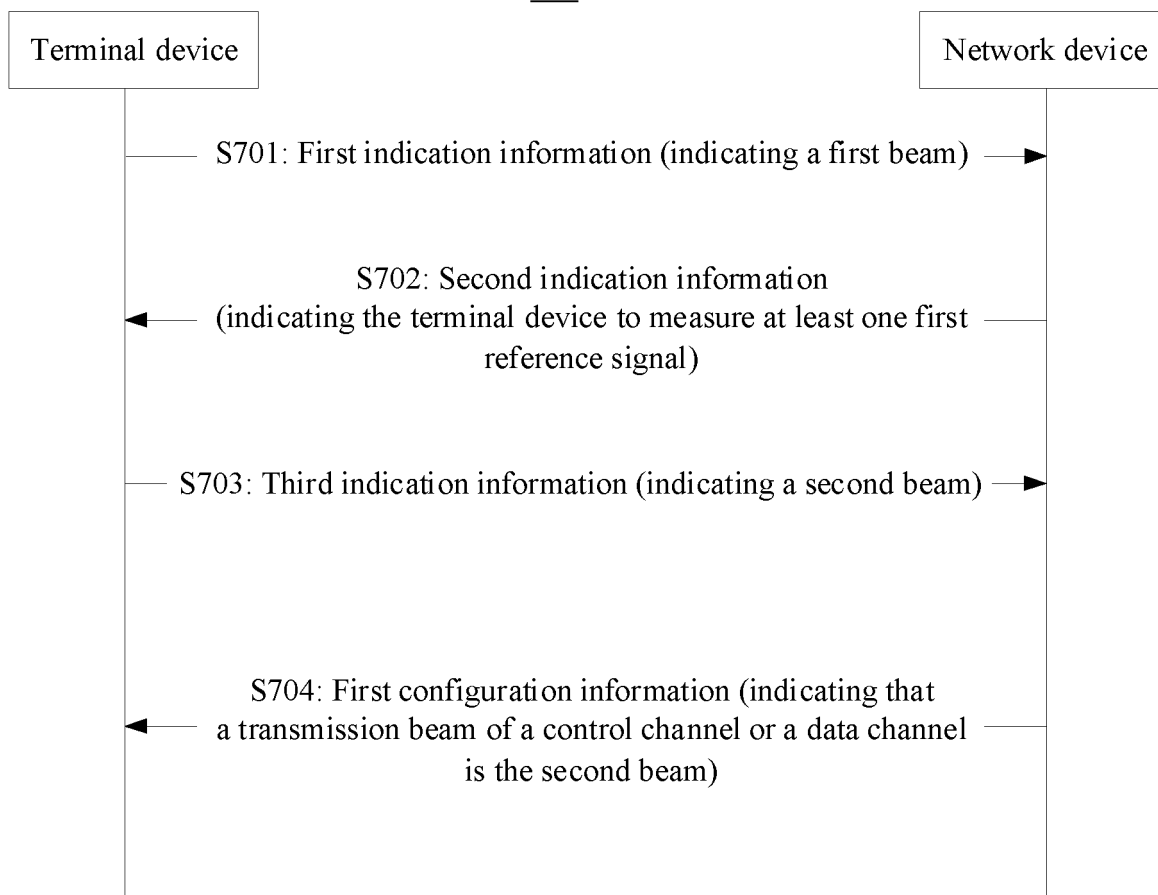 Terminal device
Network device
S701: First indication information (indicating a first beam)
S702: Second indication information
(indicating the terminal device to measure at least one first
reference signal)
S703: Third indication information (indicating a second beam)
S704: First configuration information (indicating that
a transmission beam of a control channel or a data channel
is the second beam)